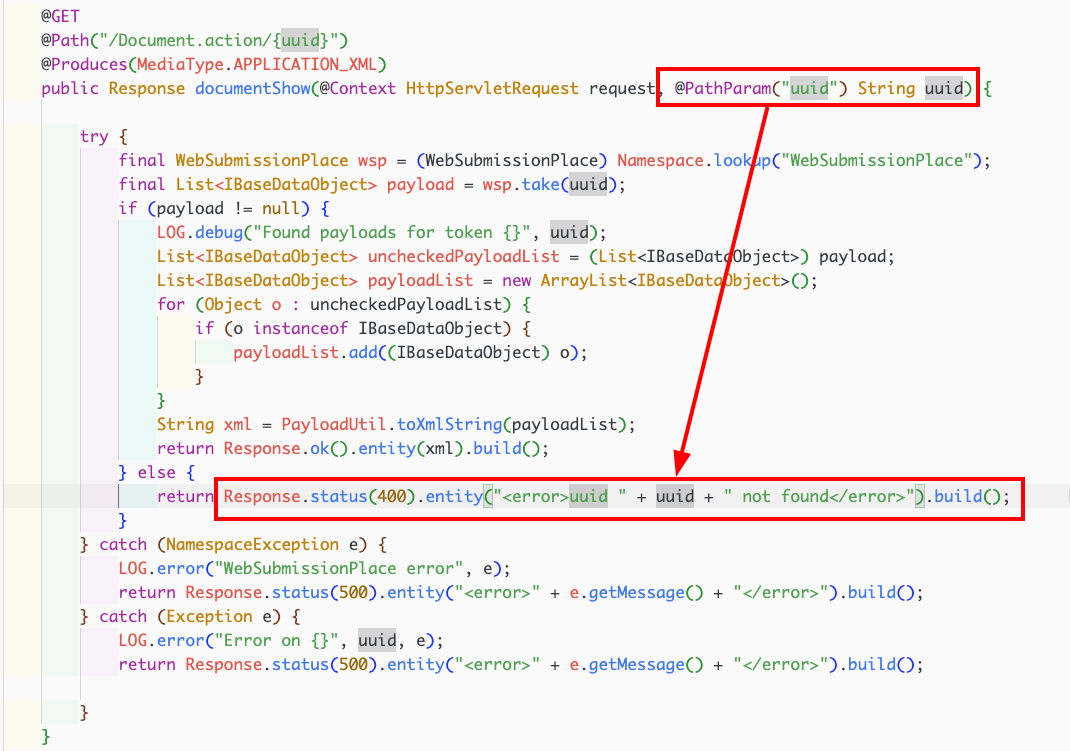 @GET
@Path("/Document.action/{uuid}")
@Produces(MediaType.APPLICATION_XML)
public Response documentShow(@Context HttpServletRequest request, @PathParam("uuid") String uuid) {
try {
final WebSubmissionPlace wsp = (WebSubmissionPlace) Namespace.lookup("WebSubmissionPlace");
final List<IBaseDataObject> payload = wsp.take(uuid);
if (payload != null) {
LOG.debug("Found payloads for token {}", uuid);
List<IBaseDataObject> uncheckedPayloadList = (List<IBaseDataObject>) payload;
List<IBaseDataObject> payloadList = new ArrayList<IBaseDataObject>();
for (Object o : uncheckedPayloadList) {
if (o instanceof IBaseDataObject) {
payloadList.add((IBaseDataObject) o);
}
}
String xml = PayloadUtil.toXmlString(payloadList);
return Response.ok().entity(xml).build();
} else {
return Response.status(400).entity("<error>uuid " + uuid + " not found</error>").build();
}
} catch (NamespaceException e) {
LOG.error("WebSubmissionPlace error", e);
return Response.status(500).entity("<error>" + e.getMessage() + "</error>").build();
} catch (Exception e) {
LOG.error("Error on {}", uuid, e);
return Response.status(500).entity("<error>" + e.getMessage() + "</error>").build();
}
}